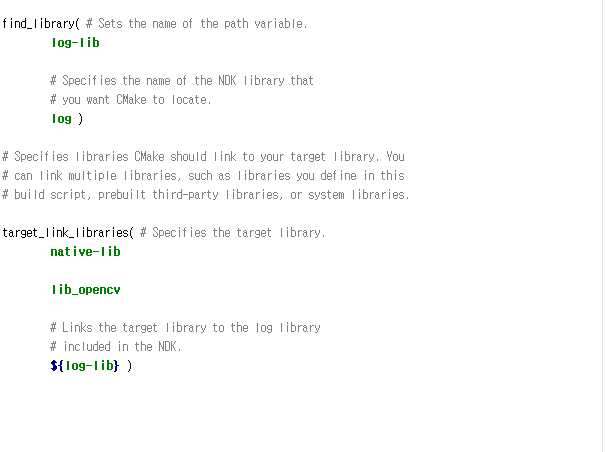 find_library( # Sets the name of the path variable.
log-lib
# Specifies the name of the NDK library that
# you want CMake to locate.
log )
# Specifies libraries CMake should link to your target library. You
# can link multiple libraries, such as libraries you define in this
# build script, prebuilt third-party libraries, or system libraries.
target_link_libraries( # Specifies the target library.
native-lib
lib_opencv
# Links the target library to the log library
# included in the NDK.
${log-lib} )